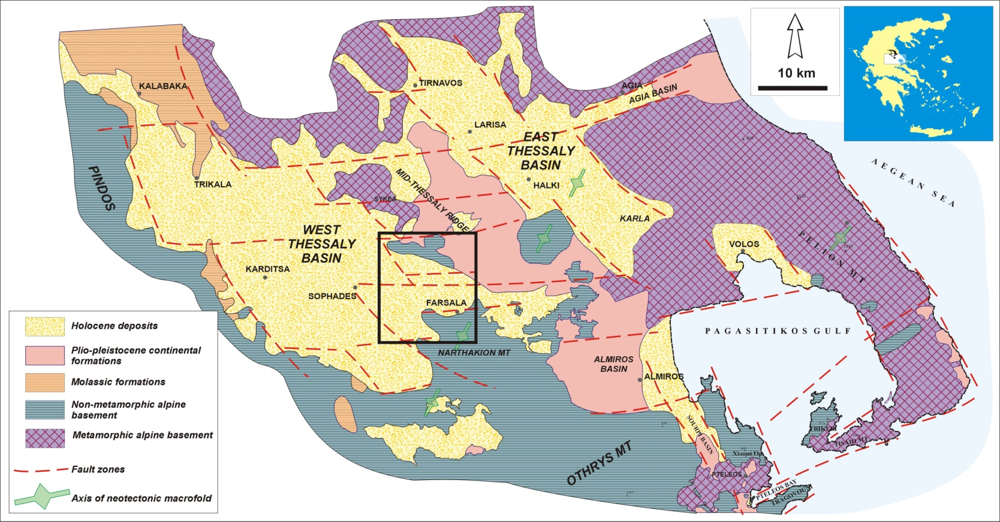 10 km
KALABAKA
TIRNAVOS
AGIA
AGIA BASIN
LARISA
EAST
THESSALY
BASIN
PINDOS
TRIKALA
MID-THESSALY RIDGE
HALKI
SYKEA
KARLA
AEGEAN SEA
WEST
THESSALY
BASIN
VOLOS
PELION MT
KARDITSA
SOPHADES
FARSALA
PAGASITIKOS GULF
NARTHAKION MT
ALMIROS
BASIN
ALMIROS
SOURPI BASIN
TRIKERI
TISAIO MT
OTHRYS MT
PTELEOS
PTELEOS BAY
Holocene deposits
Plio-pleistocene continental
formations
Molassic formations
Non-metamorphic alpine
basement
Metamorphic alpine basement
Fault zones
Axis of neotectonic macrofold